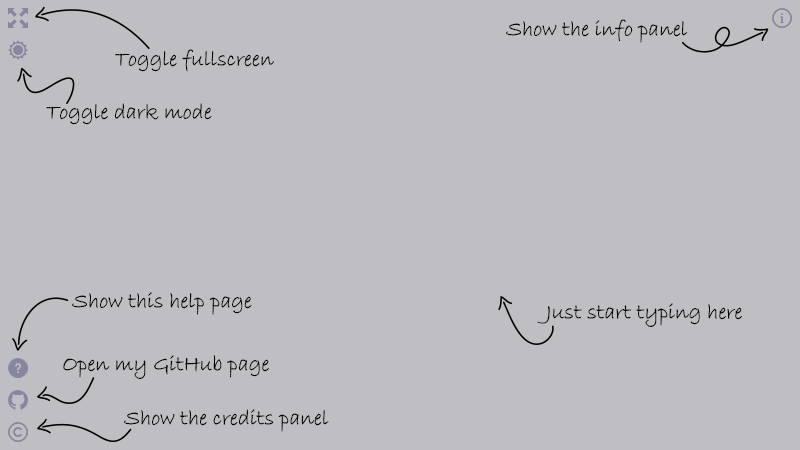 Show the info panel
Toggle fullscreen
Toggle dark mode
Show this help page
Just start typing here
?
Open my GitHub page
Show the credits panel